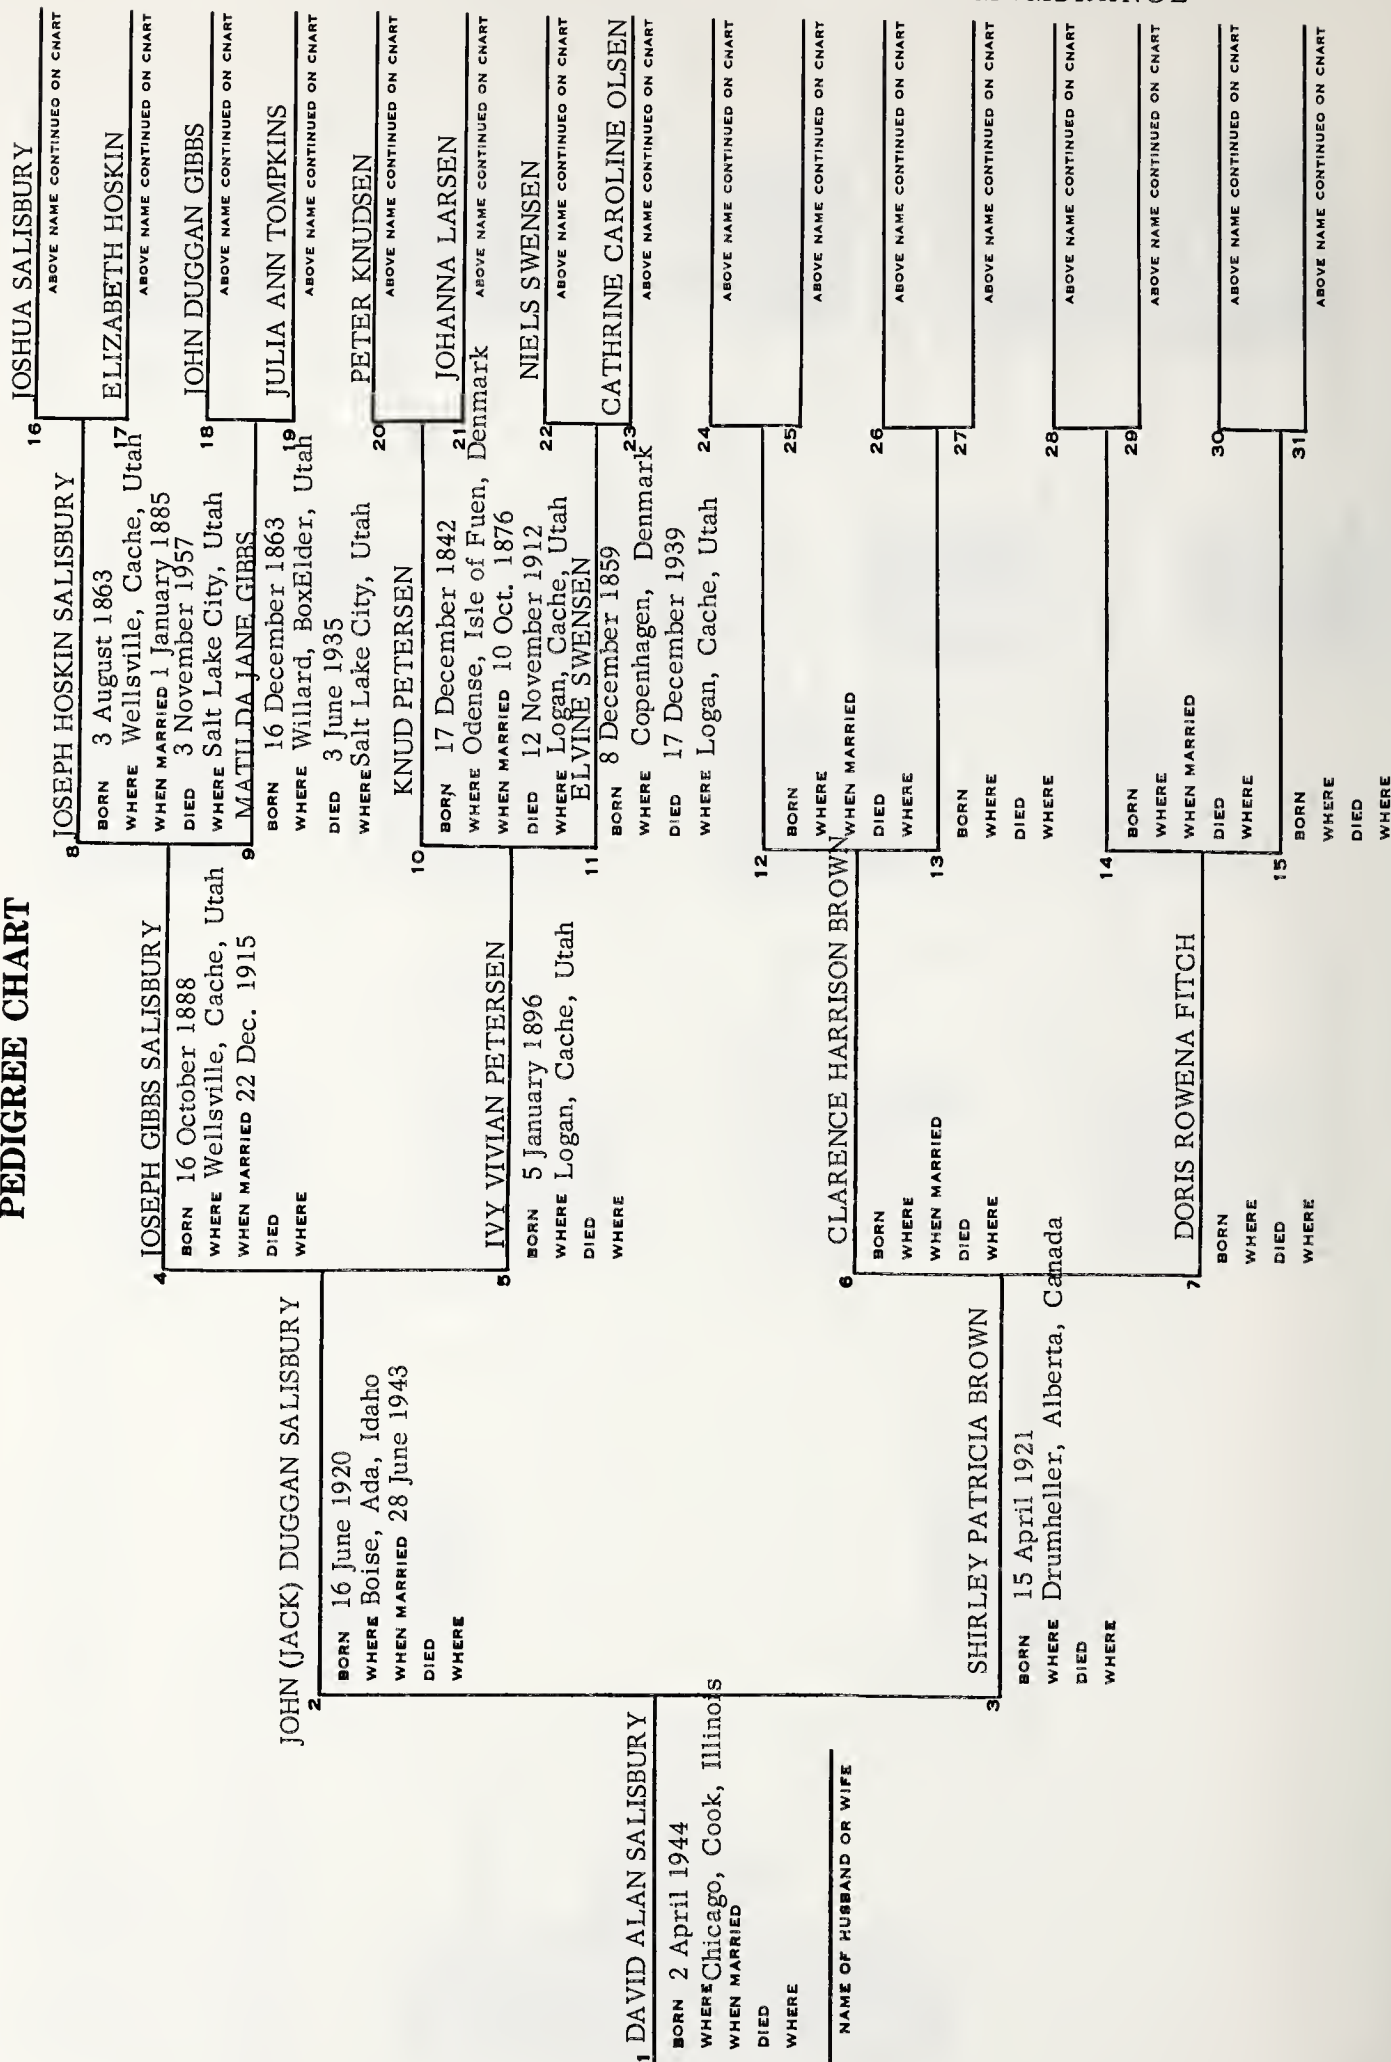 PEDIGREE CHART
1 DAVID ALAN SALISBURY
BORN 2 April 1944
WHERE Chicago, Cook, Illinois
WHEN MARRIED
DIED
WHERE
NAME OF HUSBAND OR WIFE
2
JOHN (JACK) DUGGAN SALISBURY
BORN 16 June 1920
WHERE Boise, Ada, Idaho
WHEN MARRIED 28 June 1943
DIED
WHERE
3
SHIRLEY PATRICIA BROWN
BORN 15 April 1921
WHERE Drumheller, Alberta, Canada
DIED
WHERE
4
JOSEPH GIBBS SALISBURY
BORN 16 October 1888
WHERE Wellsville, Cache, Utah
WHEN MARRIED 22 Dec. 1915
DIED
WHERE
5
IVY VIVIAN PETERSEN
BORN 5 January 1896
WHERE Logan, Cache, Utah
DIED
WHERE
6
CLARENCE HARRISON BROWN
BORN
WHERE
WHEN MARRIED
DIED
WHERE
7
DORIS ROWENA FITCH
BORN
WHERE
DIED
WHERE
8
JOSEPH HOSKIN SALISBURY
BORN 3 August 1863
WHERE Wellsville, Cache, Utah
WHEN MARRIED 1 January 1885
DIED 3 November 1957
WHERE Salt Lake City, Utah
9
MATILDA JANE GIBBS
BORN 16 December 1863
WHERE Willard, BoxElder, Utah
DIED 3 June 1935
WHERE Salt Lake City, Utah
10
KNUD PETERSEN
BORN 17 December 1842
WHERE Odense, Isle of Fuen, Denmark
WHEN MARRIED 10 Oct. 1876
DIED 12 November 1912
WHERE Logan, Cache, Utah
11
ELVINE SWENSEN
BORN 8 December 1859
WHERE Copenhagen, Denmark
DIED 17 December 1939
WHERE Logan, Cache, Utah
12
BORN
WHERE
WHEN MARRIED
DIED
WHERE
13
BORN
WHERE
DIED
WHERE
14
BORN
WHERE
WHEN MARRIED
DIED
WHERE
15
BORN
WHERE
DIED
WHERE
16
JOSHUA SALISBURY
ABOVE NAME CONTINUED ON CHART
17
ELIZABETH HOSKIN
ABOVE NAME CONTINUED ON CHART
18
JOHN DUGGAN GIBBS
ABOVE NAME CONTINUED ON CHART
19
JULIA ANN TOMPKINS
ABOVE NAME CONTINUED ON CHART
20
PETER KNUDSEN
ABOVE NAME CONTINUED ON CHART
21
JOHANNA LARSEN
ABOVE NAME CONTINUED ON CHART
22
NIELS SWENSEN
ABOVE NAME CONTINUED ON CHART
23
CATHRINE CAROLINE OLSEN
ABOVE NAME CONTINUED ON CHART
24
ABOVE NAME CONTINUED ON CHART
25
ABOVE NAME CONTINUED ON CHART
26
ABOVE NAME CONTINUED ON CHART
27
ABOVE NAME CONTINUED ON CHART
28
ABOVE NAME CONTINUED ON CHART
29
ABOVE NAME CONTINUED ON CHART
30
ABOVE NAME CONTINUED ON CHART
31
ABOVE NAME CONTINUED ON CHART